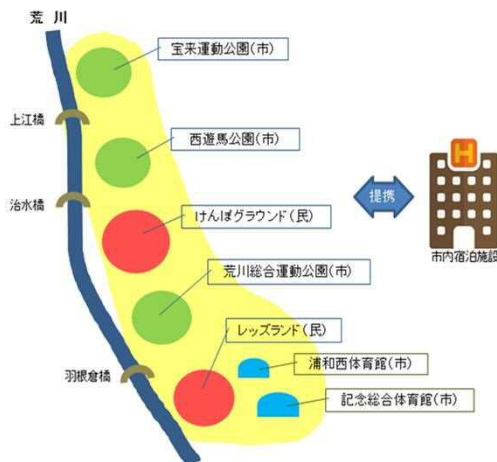 荒川
宝来運動公園(市)
上江橋
西遊馬公園(市)
H
治水橋
けんぽグラウンド(民)
提携
市内宿泊施設
荒川総合運動公園(市)
レッズランド(民)
羽根倉橋
浦和西体育館(市)
記念総合体育館(市)